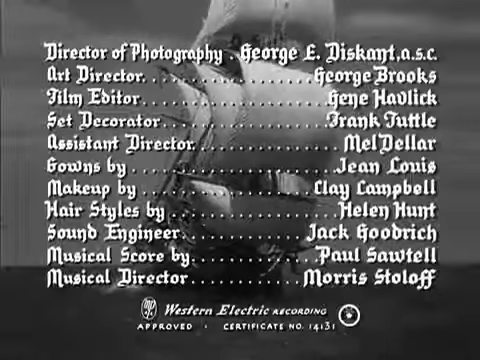 Director of Photography . George E. Diskant, a.s.c.
Art Director. . . . . . . . . . . . . . . George Brooks
Film Editor. . . . . . . . . . . . . . . . . Gene Havlick
Set Decorator. . . . . . . . . . . . . . . Frank Tuttle
Assistant Director. . . . . . . . . . . . . Mel Dellar
Gowns by . . . . . . . . . . . . . . . . . . Jean Louis
Makeup by . . . . . . . . . . . . . . . Clay Campbell
Hair Styles by . . . . . . . . . . . . . . Helen Hunt
Sound Engineer. . . . . . . . . . . . Jack Goodrich
Musical Score by. . . . . . . . . . . . Paul Sawtell
Musical Director. . . . . . . . . . . Morris Stoloff
Western Electric RECORDING
APPROVED · CERTIFICATE NO. 14131